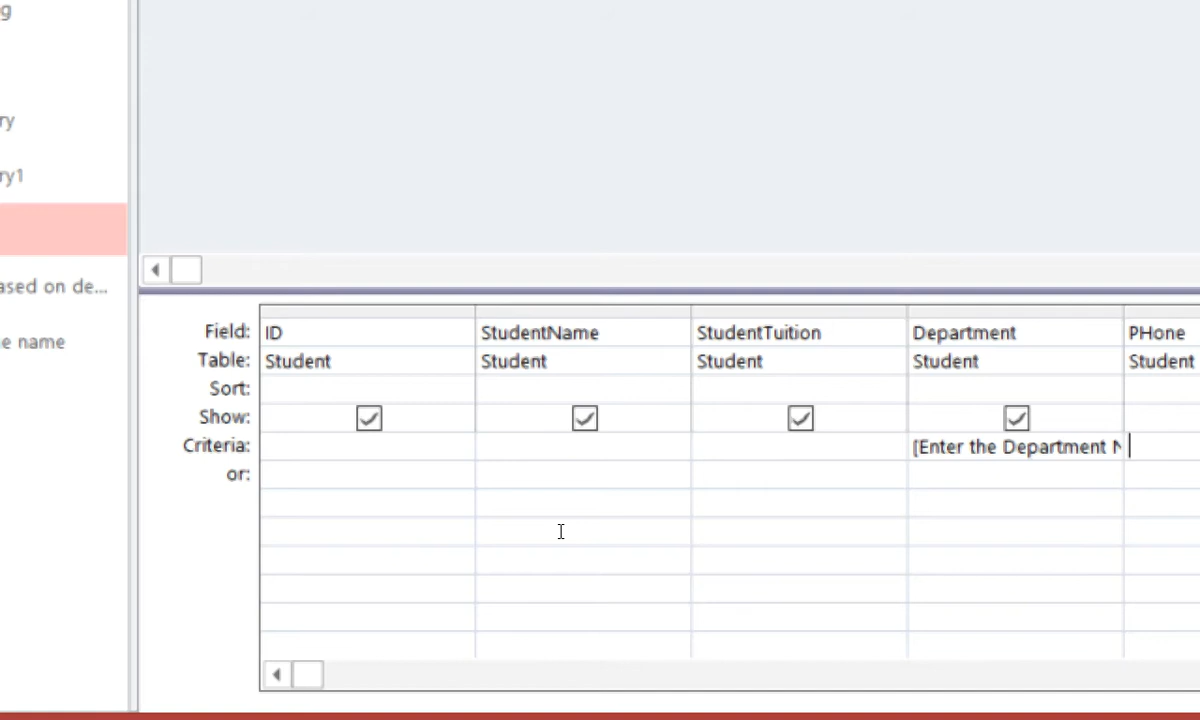 g
ry
ry1
ased on de...
e name
Field: ID StudentName StudentTuition Department PHone
Table: Student Student Student Student Student
Sort:
Show:
Criteria: [Enter the Department N
or: